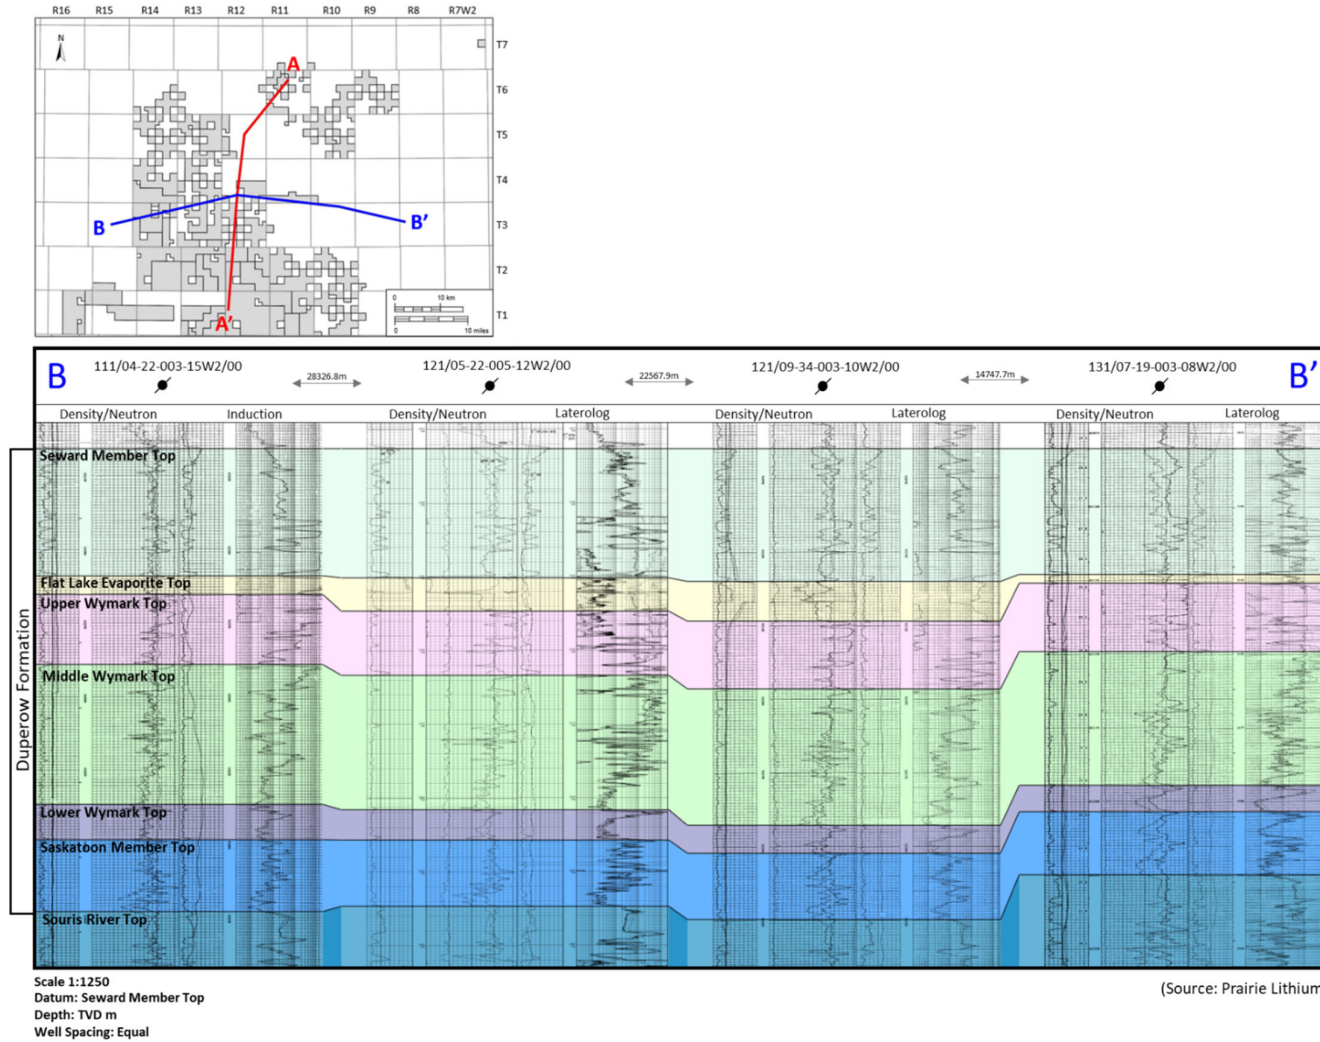 R16 R15 R14 R13 R12 R11 R10 R9 R8 R7W2
N
T7
A
T6
T5
T4
B
B'
T3
T2
0 10 km
T1
A'
0 10 miles
B
111/04-22-003-15W2/00
121/05-22-005-12W2/00
121/09-34-003-10W2/00
131/07-19-003-08W2/00
B'
28326.8m
22567.9m
14747.7m
Density/Neutron Induction Density/Neutron Laterolog Density/Neutron Laterolog Density/Neutron Laterolog
Seward Member Top
Flat Lake Evaporite Top
Upper Wymark Top
Middle Wymark Top
Duperow Formation
Lower Wymark Top
Saskatoon Member Top
Souris River Top
Scale 1:1250
Datum: Seward Member Top
Depth: TVD m
Well Spacing: Equal
(Source: Prairie Lithium